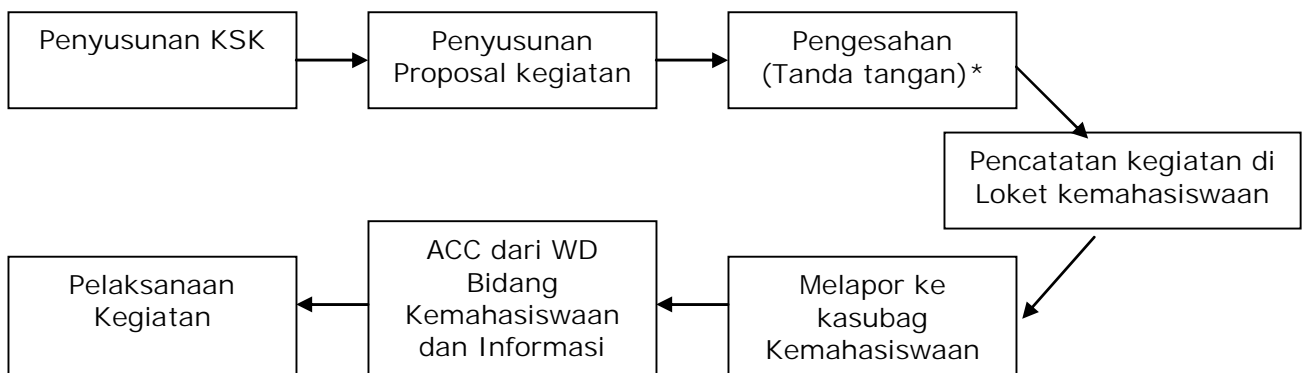 Penyusunan KSK
Penyusunan
Proposal kegiatan
Pengesahan
(Tanda tangan)*
Pencatatan kegiatan di
Loket kemahasiswaan
Melapor ke
kasubag
Kemahasiswaan
ACC dari WD
Bidang
Kemahasiswaan
dan Informasi
Pelaksanaan
Kegiatan